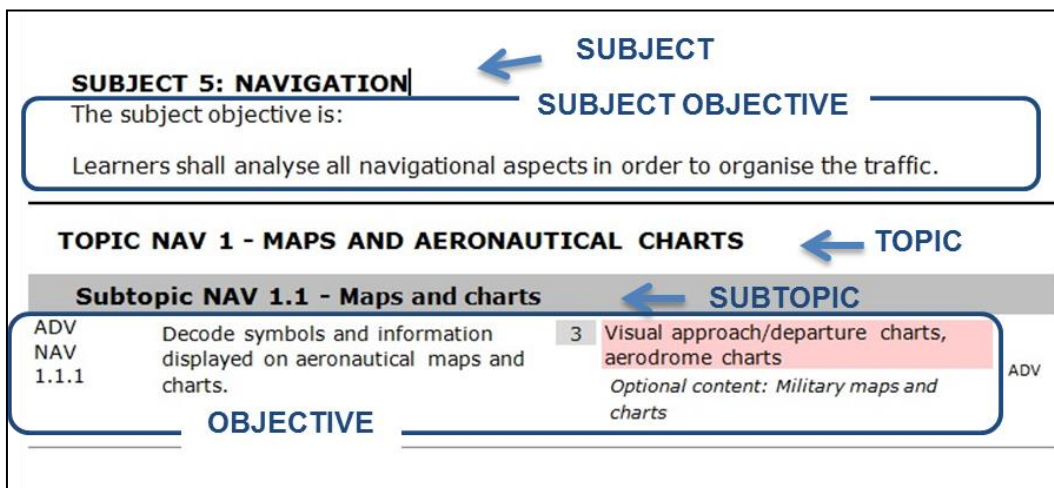 SUBJECT
SUBJECT 5: NAVIGATION
SUBJECT OBJECTIVE
The subject objective is:
Learners shall analyse all navigational aspects in order to organise the traffic.
TOPIC NAV 1 - MAPS AND AERONAUTICAL CHARTS
TOPIC
Subtopic NAV 1.1 - Maps and charts
SUBTOPIC
ADV
NAV
1.1.1
Decode symbols and information
displayed on aeronautical maps and
charts.
3
Visual approach/departure charts,
aerodrome charts
Optional content: Military maps and
charts
ADV
OBJECTIVE